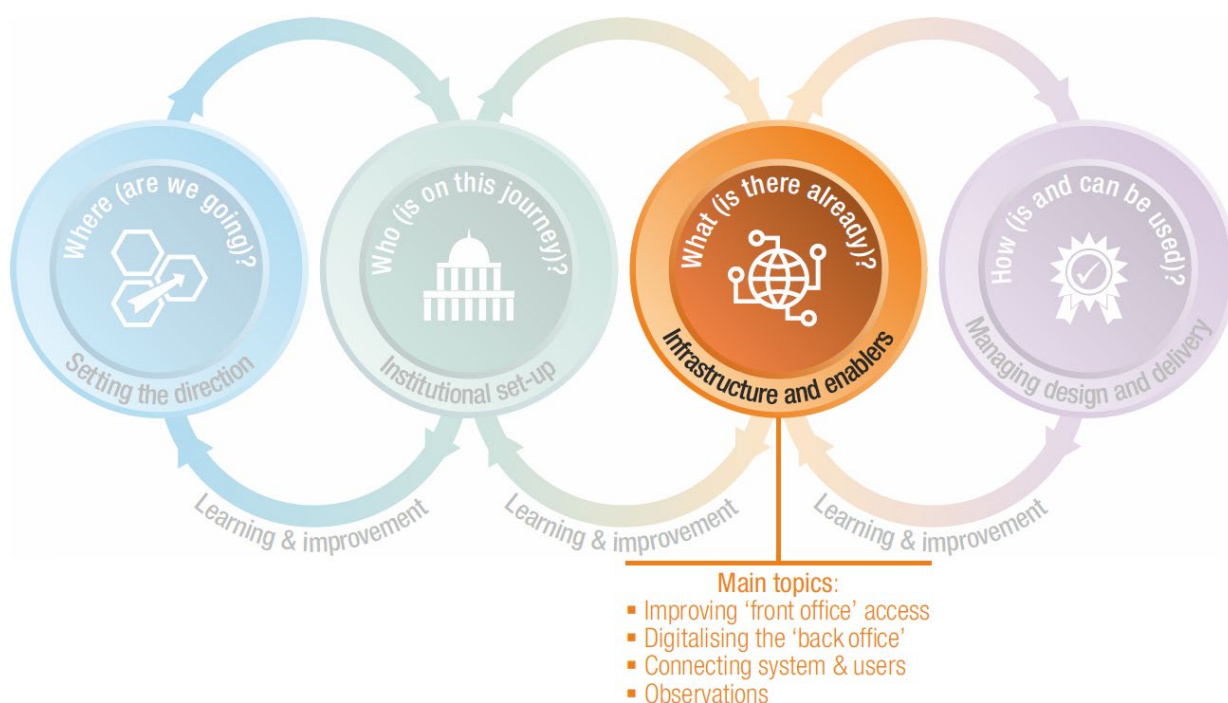 Where (are we going)?
Setting the direction
Who (is on this journey)?
Institutional set-up
What (is there already)?
Infrastructure and enablers
How (is and can be used)?
Managing design and delivery
Learning & improvement
Learning & improvement
Learning & improvement
Main topics:
▪ Improving ‘front office’ access
▪ Digitalising the ‘back office’
▪ Connecting system & users
▪ Observations